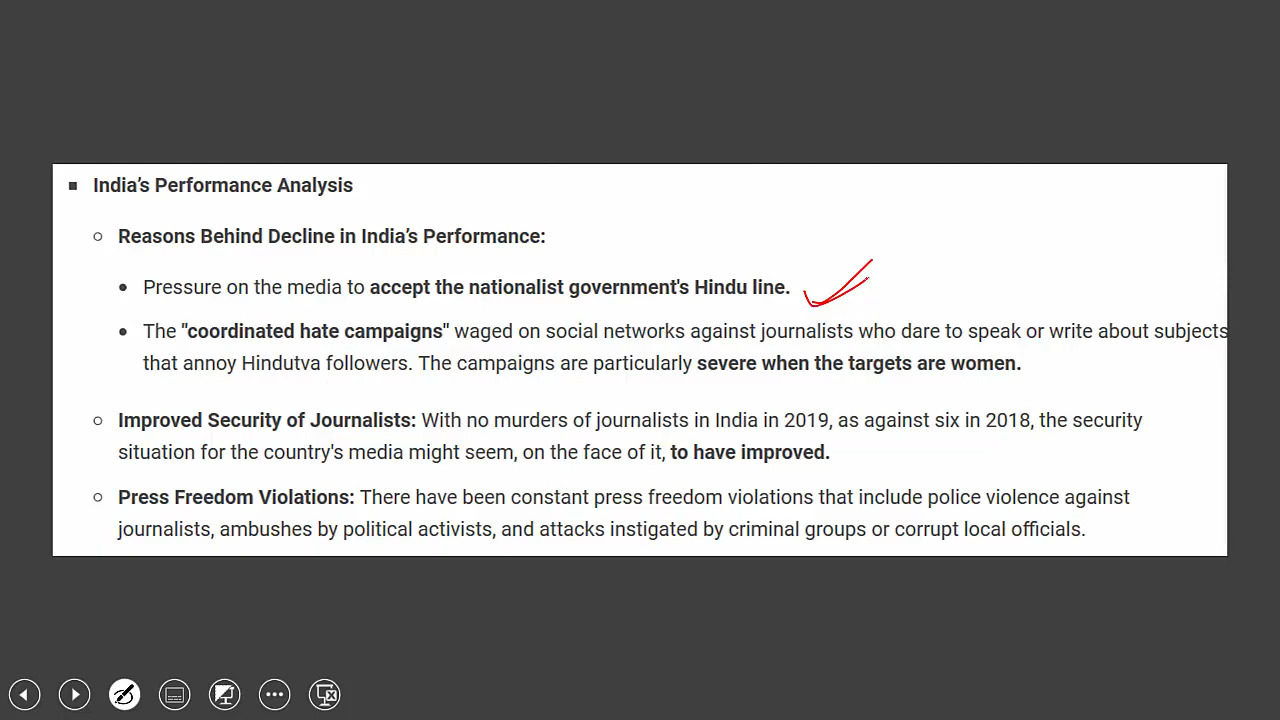 India’s Performance Analysis
Reasons Behind Decline in India’s Performance:
Pressure on the media to accept the nationalist government's Hindu line.
The "coordinated hate campaigns" waged on social networks against journalists who dare to speak or write about subjects
that annoy Hindutva followers. The campaigns are particularly severe when the targets are women.
Improved Security of Journalists: With no murders of journalists in India in 2019, as against six in 2018, the security
situation for the country's media might seem, on the face of it, to have improved.
Press Freedom Violations: There have been constant press freedom violations that include police violence against
journalists, ambushes by political activists, and attacks instigated by criminal groups or corrupt local officials.